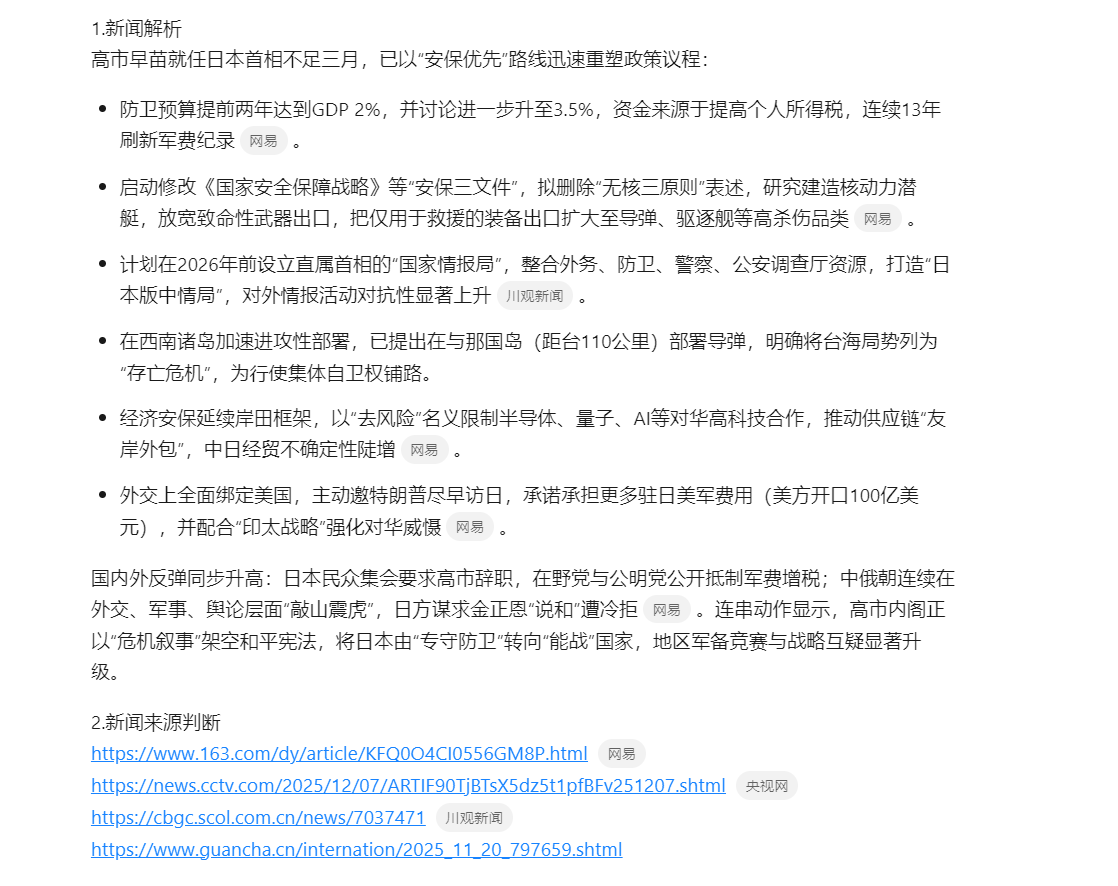 1.新闻解析
高市早苗就任日本首相不足三月，已以“安保优先”路线迅速重塑政策议程：
• 防卫预算提前两年达到GDP 2%，并讨论进一步升至3.5%，资金来源于提高个人所得税，连续13年
刷新军费纪录 网易 。
• 启动修改《国家安全保障战略》等“安保三文件”，拟删除“无核三原则”表述，研究建造核动力潜
艇，放宽致命性武器出口，把仅用于救援的装备出口扩大至导弹、驱逐舰等高杀伤品类 网易 。
• 计划在2026年前设立直属首相的“国家情报局”，整合外务、防卫、警察、公安调查厅资源，打造“日
本版中情局”，对外情报活动对抗性显著上升 川观新闻 。
• 在西南诸岛加速进攻性部署，已提出在与那国岛（距台110公里）部署导弹，明确将台海局势列为
“存亡危机”，为行使集体自卫权铺路。
• 经济安保延续岸田框架，以“去风险”名义限制半导体、量子、AI等对华高科技合作，推动供应链“友
岸外包”，中日经贸不确定性陡增 网易 。
• 外交上全面绑定美国，主动邀特朗普尽早访日，承诺承担更多驻日美军费用（美方开口100亿美
元），并配合“印太战略”强化对华威慑 网易 。
国内外反弹同步升高：日本民众集会要求高市辞职，在野党与公明党公开抵制军费增税；中俄朝连续在
外交、军事、舆论层面“敲山震虎”，日方谋求金正恩“说和”遭冷拒 网易 。连串动作显示，高市内阁正
以“危机叙事”架空和平宪法，将日本由“专守防卫”转向“能战”国家，地区军备竞赛与战略互疑显著升
级。
2.新闻来源判断
https://www.163.com/dy/article/KFQ0O4CI0556GM8P.html 网易
https://news.cctv.com/2025/12/07/ARTIF90TjBTsX5dz5t1pfBFv251207.shtml 央视网
https://cbgc.scol.com.cn/news/7037471 川观新闻
https://www.guancha.cn/internation/2025_11_20_797659.shtml